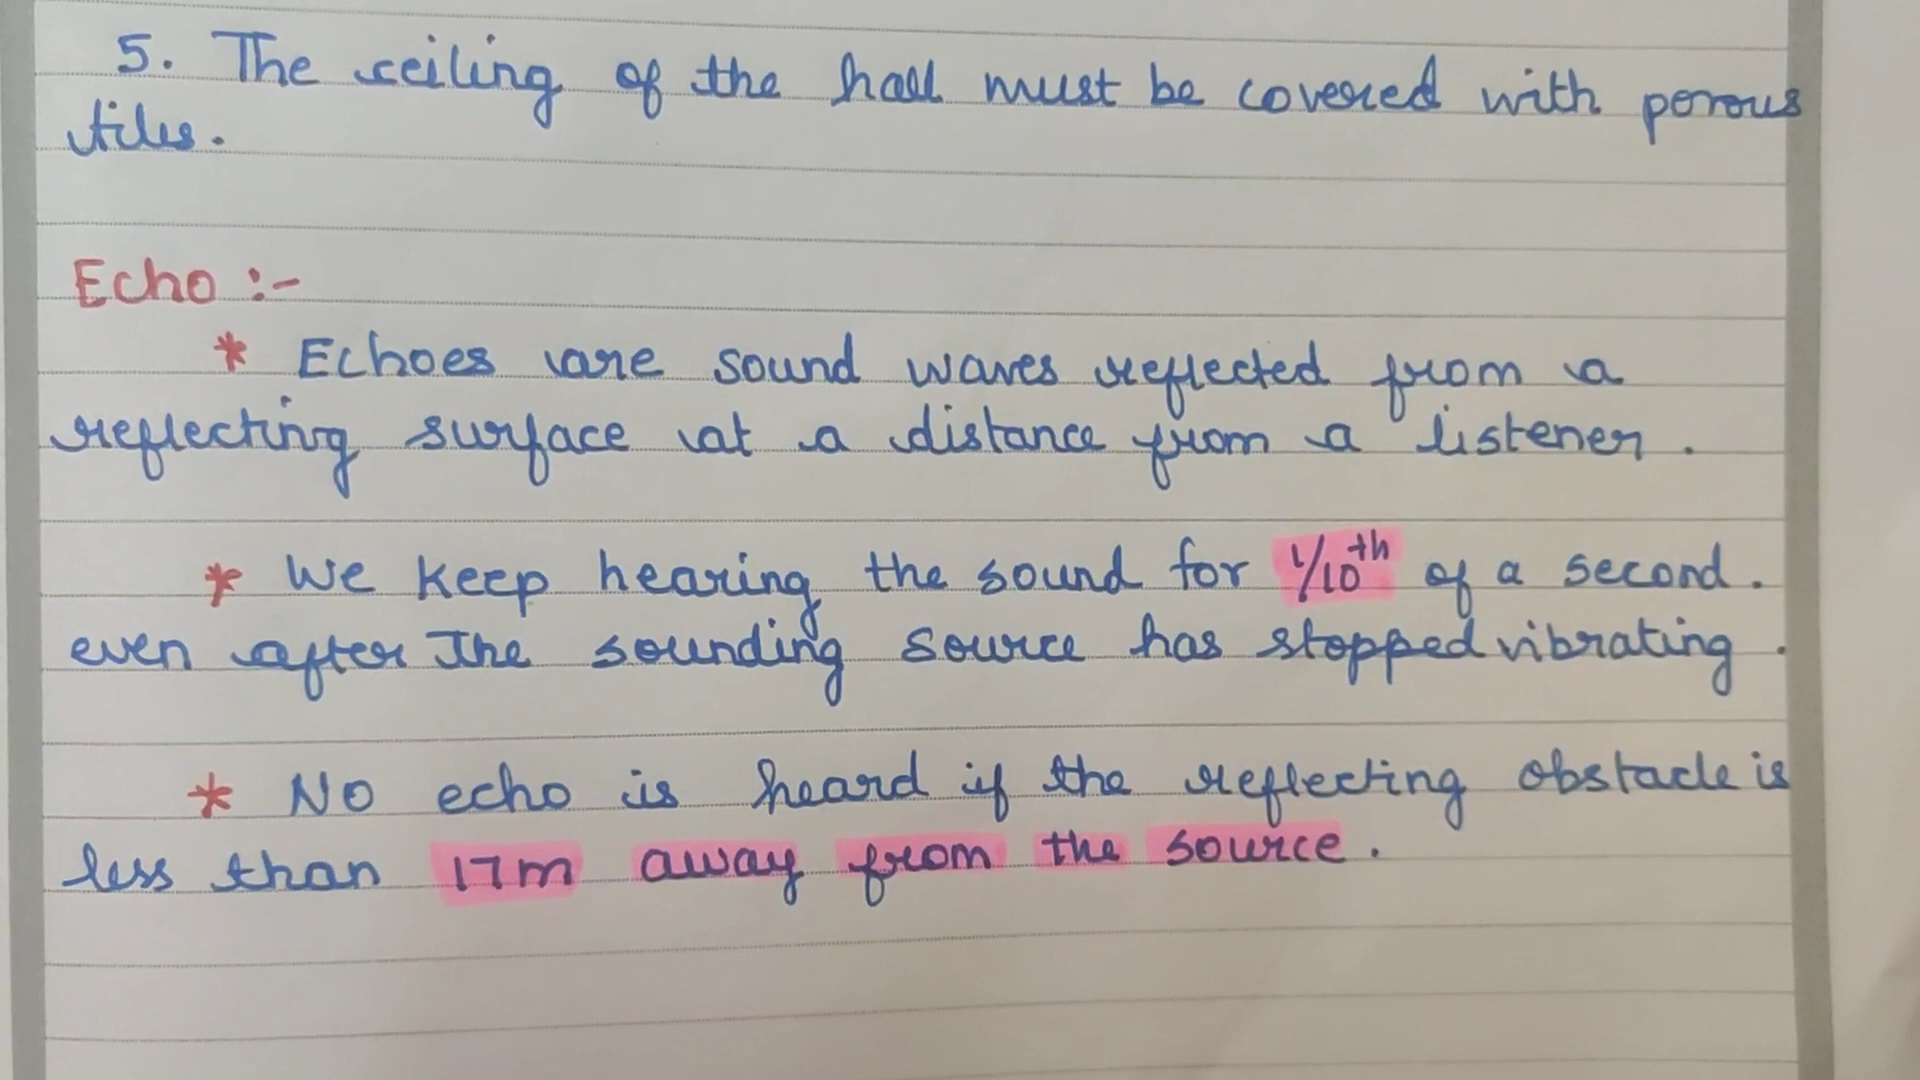 5. The ceiling of the hall must be covered with porous
tiles.
Echo :-
* Echoes are sound waves reflected from a
reflecting surface at a distance from a listener.
* We keep hearing the sound for 1/10th of a second.
even after The sounding source has stopped vibrating.
* No echo is heard if the reflecting obstacle is
less than 17m away from the source.